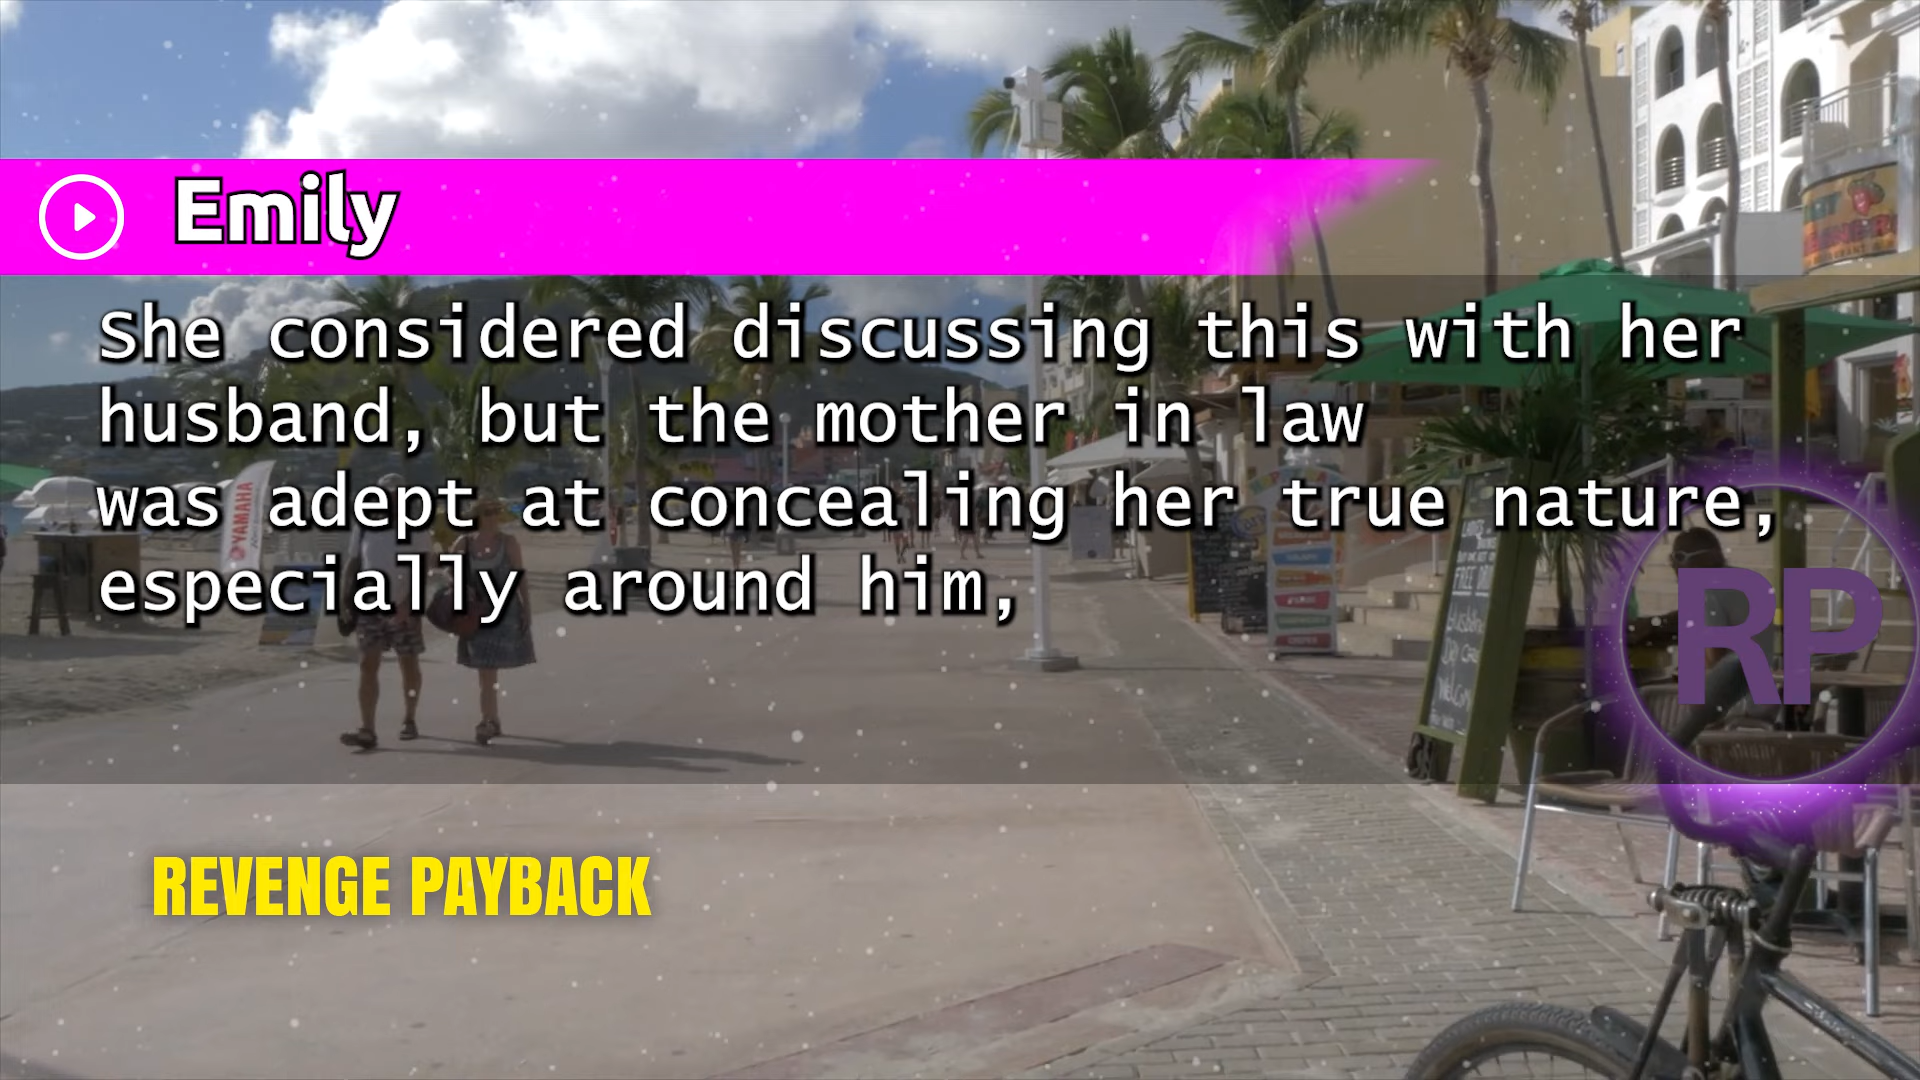 Emily
She considered discussing this with her
husband, but the mother in law
was adept at concealing her true nature,
especially around him,
YAMAHA
RP
REVENGE PAYBACK